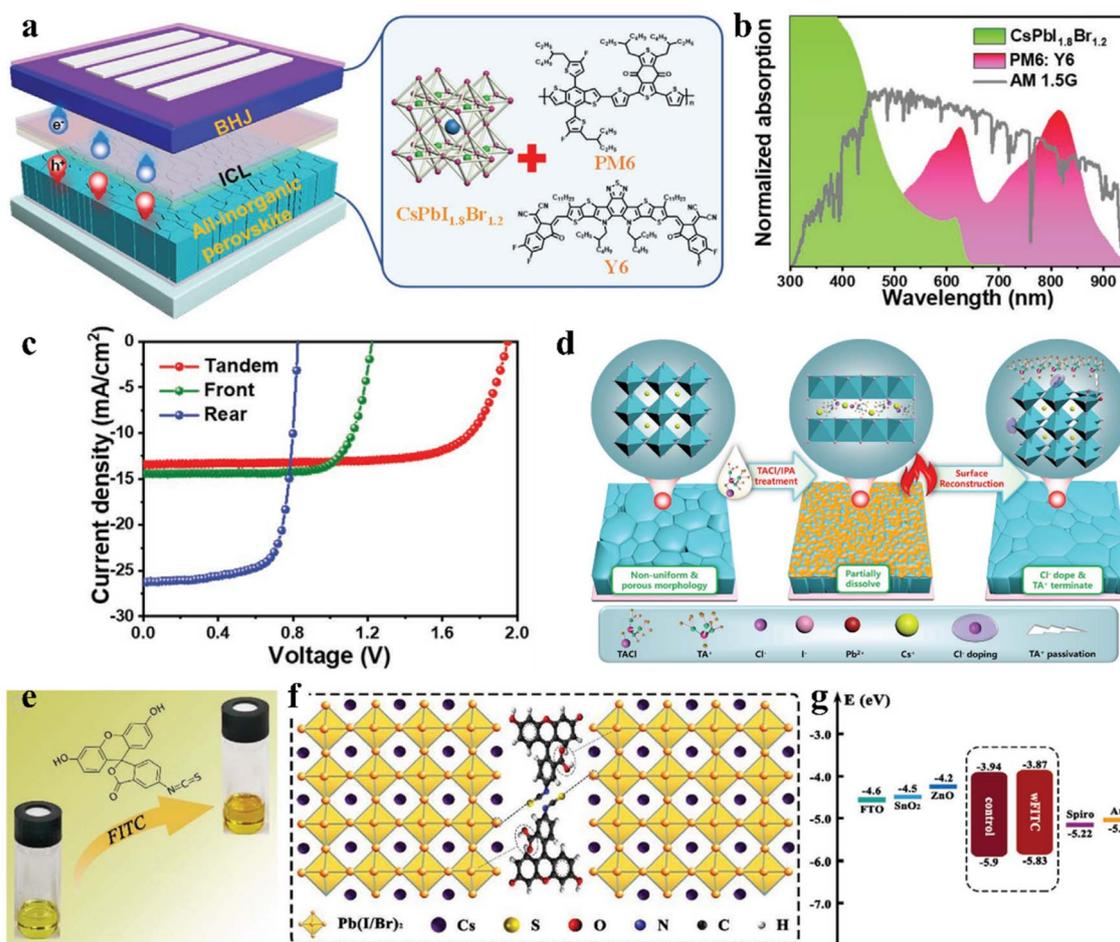 a
BHJ
e-
h+
ICL
All-inorganic
perovskite
CsPbI1.8Br1.2
PM6
Y6
b
CsPbI1.8Br1.2
PM6: Y6
AM 1.5G
Normalized absorption
300 400 500 600 700 800 900
Wavelength (nm)
c
Tandem
Front
Rear
Current density (mA/cm2)
0
-5
-10
-15
-20
-25
-30
0.0 0.4 0.8 1.2 1.6 2.0
Voltage (V)
d
TACl/IPA
treatment
Surface
Reconstruction
Non-uniform &
porous morphology
Partially
dissolve
Cl- dope &
TA+ terminate
TACl TA+ Cl- I- Pb2+ Cs+ Cl- doping TA+ passivation
e
HO
OH
O
O
O
N=C=S
FITC
f
Pb(I/Br)2 Cs S O N C H
g
E (eV)
-3.0
-4.0
-5.0
-6.0
-7.0
-4.6
FTO
-4.5
SnO2
-4.2
ZnO
-3.94
control
-5.9
-3.87
wFITC
-5.83
Spiro
-5.22